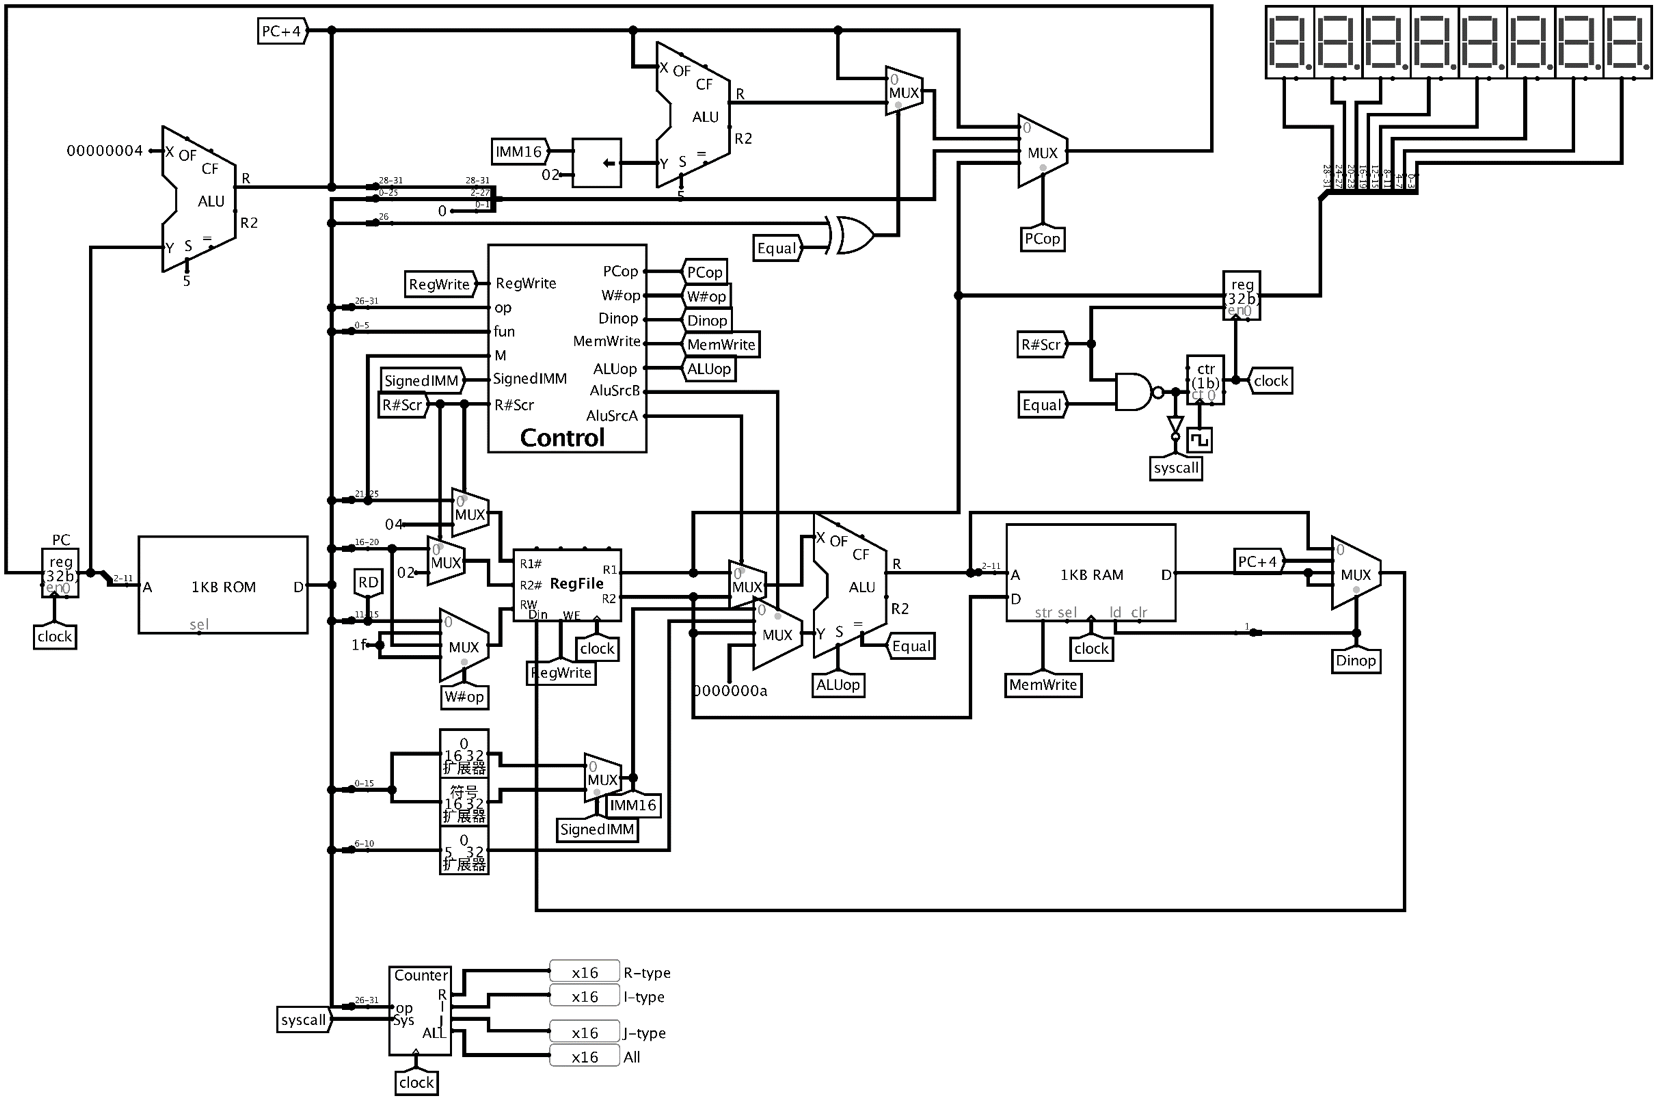 PC+4
00000004
X OF
CF
ALU
R
R2
Y S =
5
X OF
CF
ALU
R
R2
Y S =
5
0
MUX
IMM16
02
28-31
0-25
28-31
2-27
0-1
0
26
Equal
0
MUX
PCop
28-31
24-27
20-23
16-19
12-15
8-11
4-7
0-3
RegWrite
RegWrite
26-31
op
0-5
fun
M
SignedIMM
SignedIMM
R#Scr
R#Scr
Control
PCop
PCop
W#op
W#op
Dinop
Dinop
MemWrite
MemWrite
ALUop
ALUop
AluSrcB
AluSrcA
reg
(32b)
en0
R#Scr
Equal
ctr
(1b)
ct 0
clock
syscall
PC
reg
(32b)
en0
clock
2-11
A
1KB ROM
D
sel
21-25
0
MUX
04
16-20
0
MUX
02
RD
11-15
0
MUX
1f
W#op
R1#
R2#
RW
Din
WE
RegFile
R1
R2
clock
RegWrite
0
MUX
0
MUX
0000000a
X OF
CF
ALU
R
R2
Y S =
Equal
ALUop
2-11
A
D
1KB RAM
D
str sel
ld clr
clock
MemWrite
PC+4
0
MUX
1
Dinop
0-15
0
16 32
扩展器
符号
16 32
扩展器
0
5 32
扩展器
6-10
0
MUX
IMM16
SignedIMM
Counter
26-31
op
syscall
Sys
R
I
J
ALL
clock
x16 R-type
x16 I-type
x16 J-type
x16 All